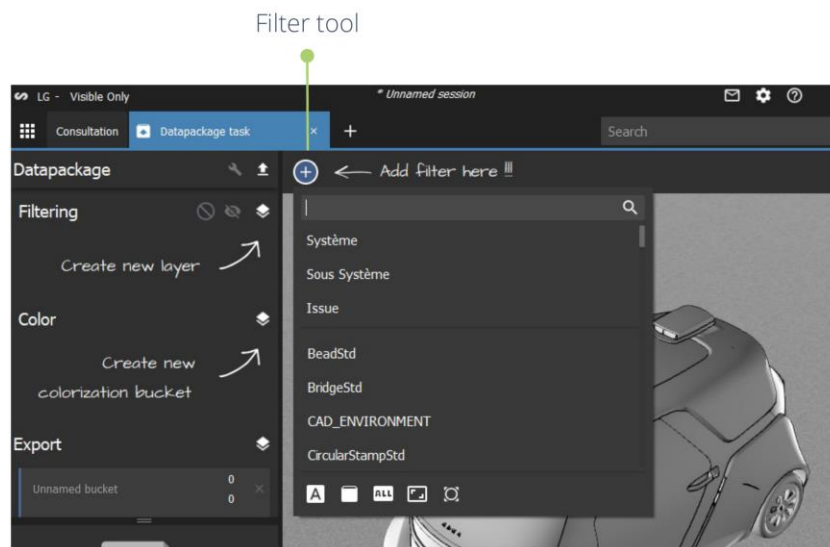 Filter tool
LG - Visible Only
* Unnamed session
Consultation
Datapackage task
×
+
Search
Datapackage
+
Add filter here !!!
Filtering
Create new layer
Système
Sous Système
Issue
Color
Create new
colorization bucket
BeadStd
BridgeStd
CAD_ENVIRONMENT
CircularStampStd
Export
Unnamed bucket
0
0
×
A
ALL